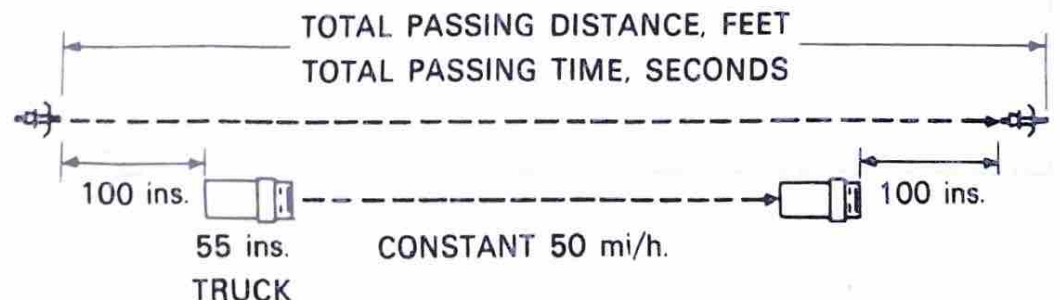 TOTAL PASSING DISTANCE, FEET
TOTAL PASSING TIME, SECONDS
100 ins.
100 ins.
55 ins.
TRUCK
CONSTANT 50 mi/h.